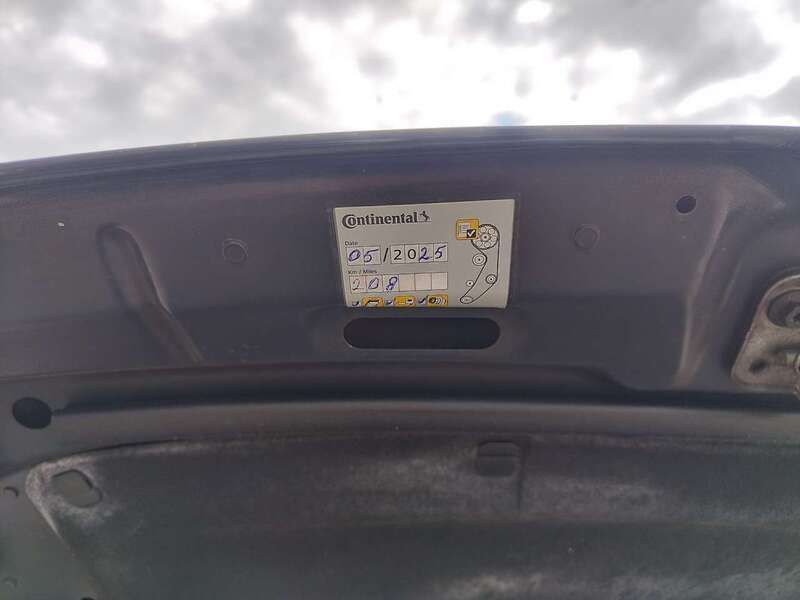 Continental
Date
05/2025
Km / Miles
208